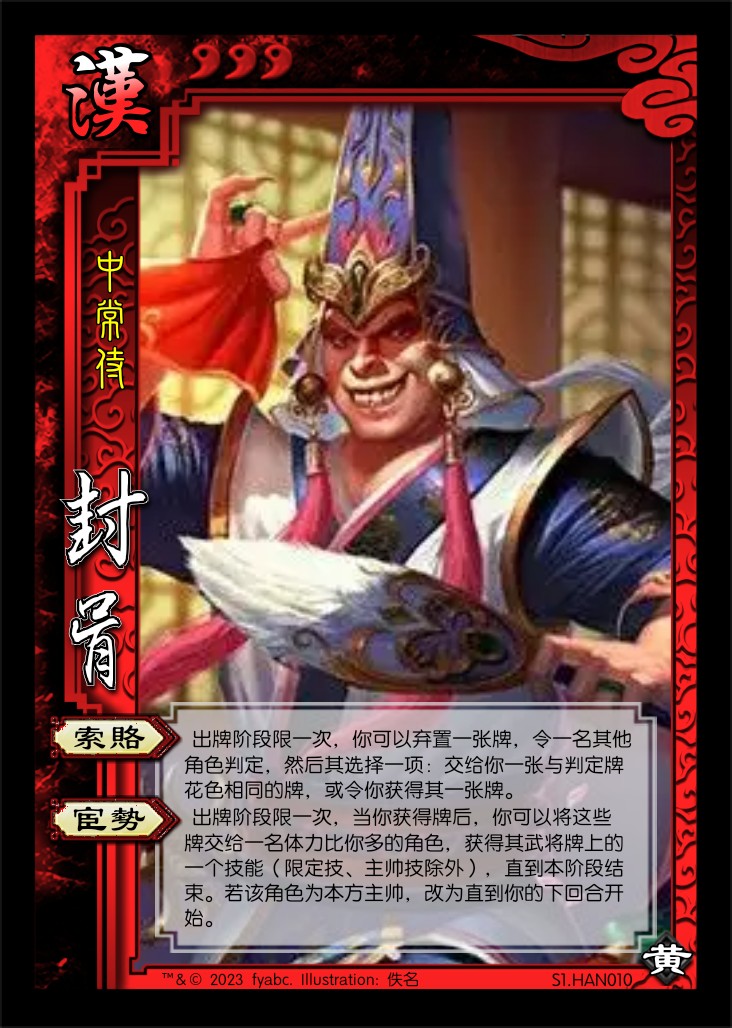 漢
中常侍
封
索賂
出牌阶段限一次，你可以弃置一张牌，令一名其他
角色判定，然后其选择一项：交给你一张与判定牌
花色相同的牌，或令你获得其一张牌。
宦勢
出牌阶段限一次，当你获得牌后，你可以将这些
牌交给一名体力比你多的角色，获得其武将牌上的
一个技能（限定技、主帅技除外），直到本阶段结
束。若该角色为本方主帅，改为直到你的下回合开
始。
黄
™&© 2023 fyabc. Illustration: 佚名
S1.HAN010